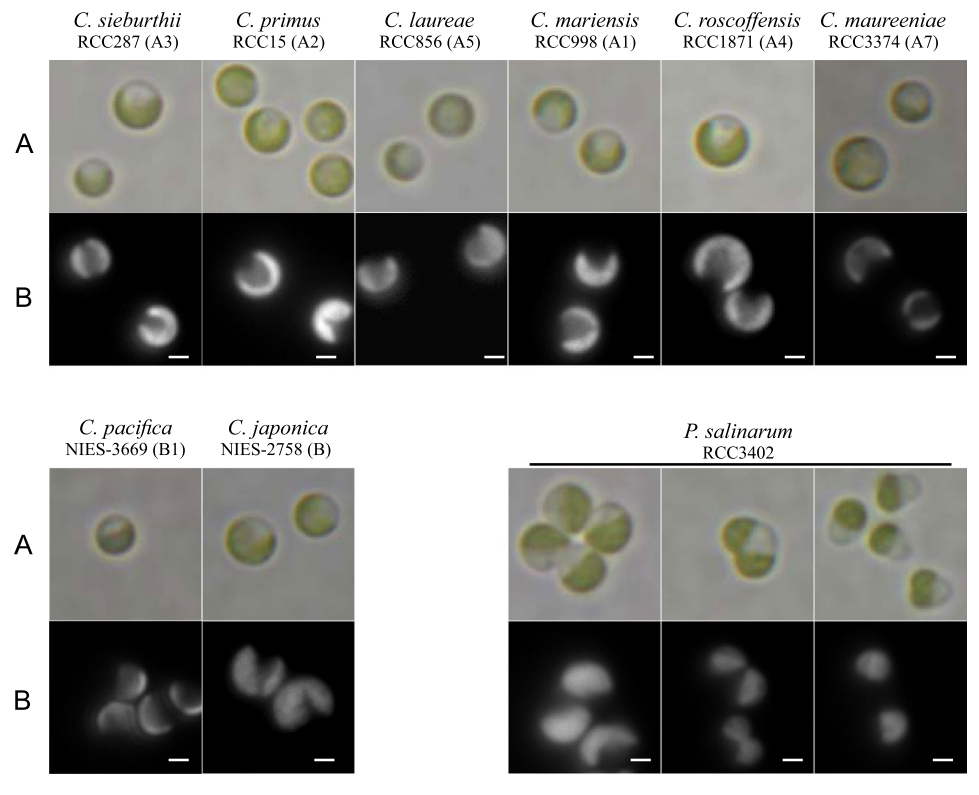 C. sieburthii
RCC287 (A3)
C. primus
RCC15 (A2)
C. laureae
RCC856 (A5)
C. mariensis
RCC998 (A1)
C. roscoffensis
RCC1871 (A4)
C. maureeniae
RCC3374 (A7)
A
B
C. pacifica
NIES-3669 (B1)
C. japonica
NIES-2758 (B)
P. salinarum
RCC3402
A
B